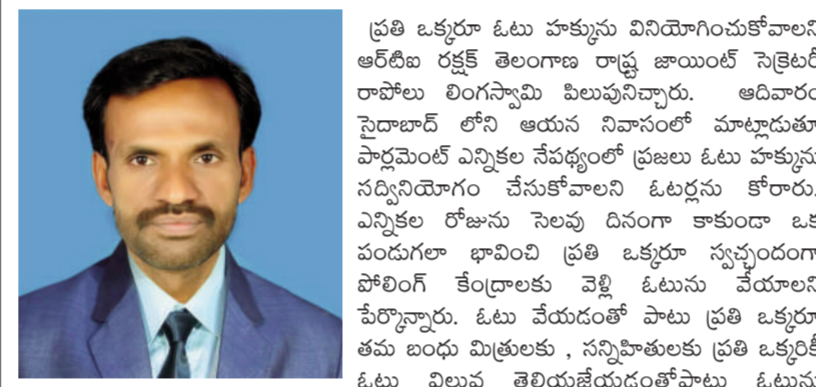 ప్రతి ఒక్కరూ ఓటు హక్కును వినియోగించుకోవాలని
ఆర్‌టిఐ రక్షక్ తెలంగాణ రాష్ట్ర జాయింట్ సెక్రెటరీ
రాపోలు లింగస్వామి పిలుపునిచ్చారు. ఆదివారం
సైదాబాద్ లోని ఆయన నివాసంలో మాట్లాడుతూ
పార్లమెంట్ ఎన్నికల నేపథ్యంలో ప్రజలు ఓటు హక్కును
సద్వినియోగం చేసుకోవాలని ఓటర్లను కోరారు.
ఎన్నికల రోజును సెలవు దినంగా కాకుండా ఒక
పండుగలా భావించి ప్రతి ఒక్కరూ స్వచ్ఛందంగా
పోలింగ్ కేంద్రాలకు వెళ్లి ఓటును వేయాలని
పేర్కొన్నారు. ఓటు వేయడంతో పాటు ప్రతి ఒక్కరూ
తమ బంధు మిత్రులకు , సన్నిహితులకు ప్రతి ఒక్కరికీ
ఓటు విలువ తెలియజేయడంతోపాటు ఓటును